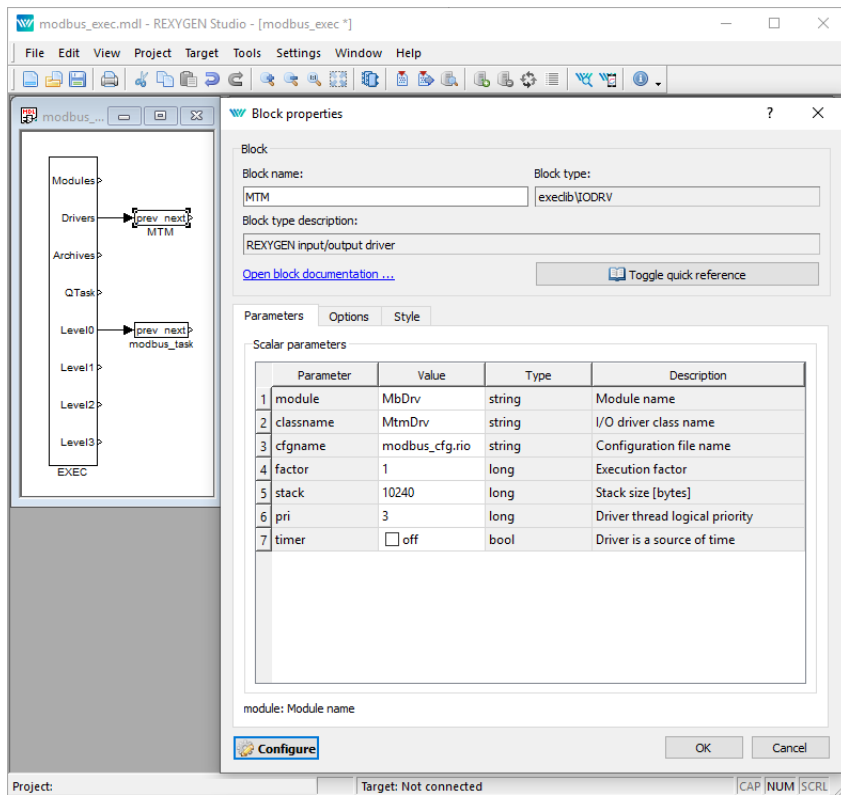 modbus_exec.mdl - REXYGEN Studio - [modbus_exec *]
File Edit View Project Target Tools Settings Window Help
modbus_...
Modules
Drivers
prev next
MTM
Archives
QTask
Level0
prev next
modbus_task
Level1
Level2
Level3
EXEC
Block properties
?
Block
Block name:
Block type:
MTM
execlib\IODRV
Block type description:
REXYGEN input/output driver
Open block documentation ...
Toggle quick reference
Parameters Options Style
Scalar parameters
Parameter Value Type Description
1 module MbDrv string Module name
2 classname MtmDrv string I/O driver class name
3 cfgname modbus_cfg.rio string Configuration file name
4 factor 1 long Execution factor
5 stack 10240 long Stack size [bytes]
6 pri 3 long Driver thread logical priority
7 timer off bool Driver is a source of time
module: Module name
Configure
OK
Cancel
Project:
Target: Not connected
CAP NUM SCRL